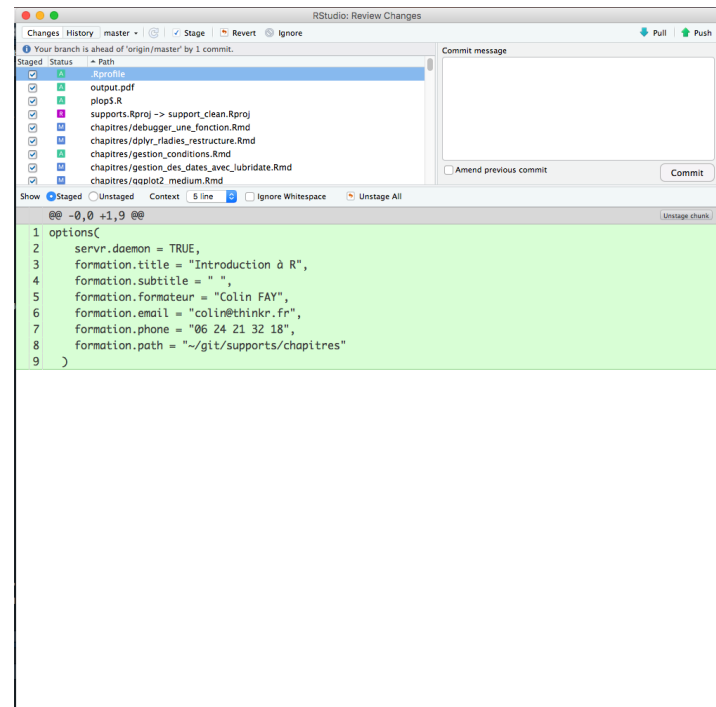 RStudio: Review Changes
Changes History master Stage Revert Ignore Pull Push
Your branch is ahead of 'origin/master' by 1 commit.
Commit message
Staged Status Path
A .Rprofile
A output.pdf
A plop$.R
R supports.Rproj -> support_clean.Rproj
M chapitres/debugger_une_fonction.Rmd
M chapitres/dplyr_rladies_restructure.Rmd
A chapitres/gestion_conditions.Rmd
M chapitres/gestion_des_dates_avec_lubridate.Rmd
M chapitres/ggplot2_medium.Rmd
Amend previous commit
Commit
Show Staged Unstaged Context 5 line Ignore Whitespace Unstage All
@@ -0,0 +1,9 @@ Unstage chunk
1 options(
2 servr.daemon = TRUE,
3 formation.title = "Introduction à R",
4 formation.subtitle = " ",
5 formation.formateur = "Colin FAY",
6 formation.email = "colin@thinkr.fr",
7 formation.phone = "06 24 21 32 18",
8 formation.path = "~/git/supports/chapitres"
9 )